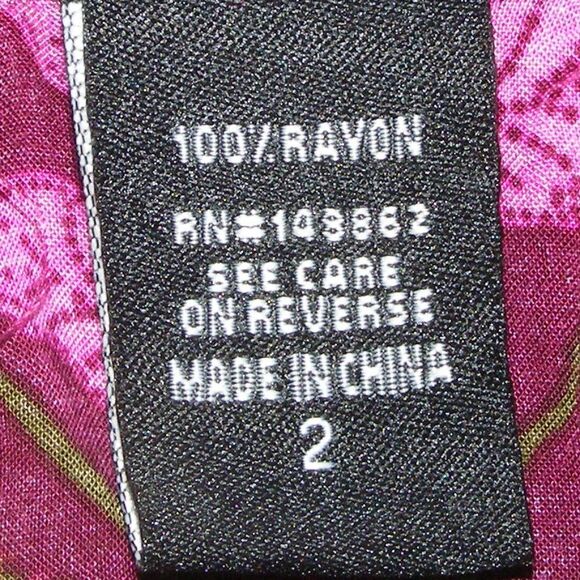 100% RAYON
RN#143862
SEE CARE
ON REVERSE
MADE IN CHINA
2